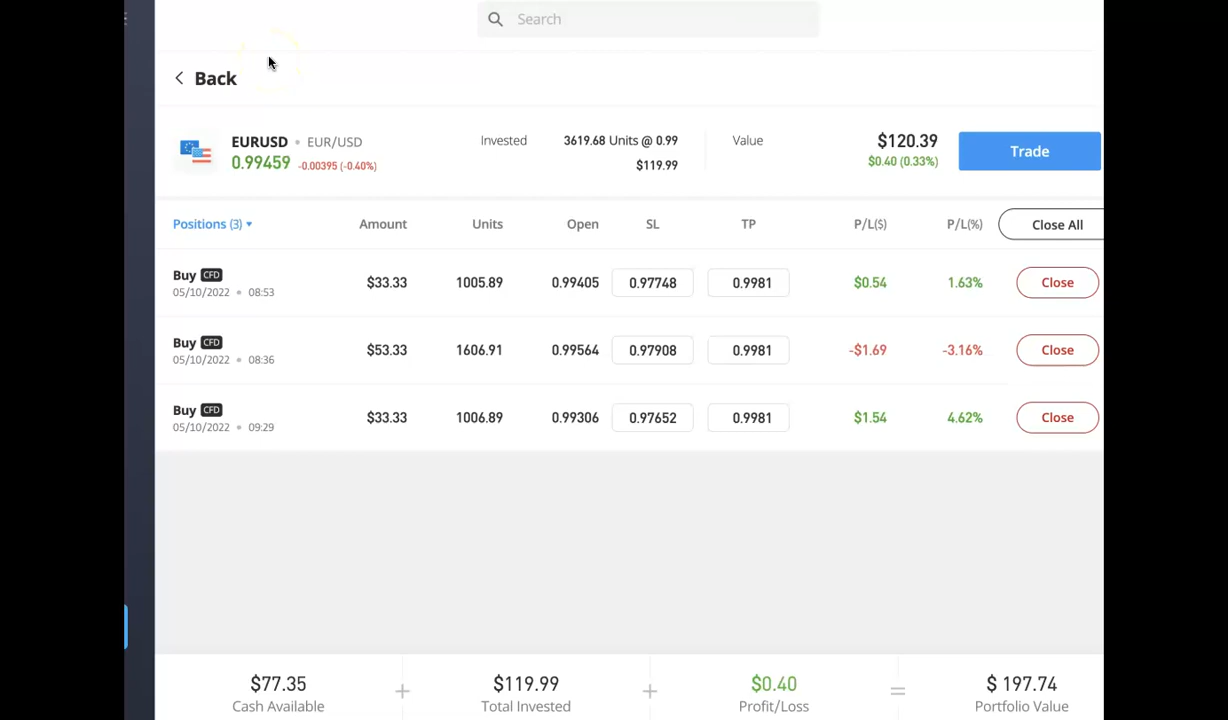 Search
Back
EURUSD • EUR/USD
0.99459 -0.00395 (-0.40%)
Invested 3619.68 Units @ 0.99
$119.99
Value $120.39
$0.40 (0.33%)
Trade
Positions (3) Amount Units Open SL TP P/L($) P/L(%) Close All
Buy CFD
05/10/2022 • 08:53
$33.33 1005.89 0.99405 0.97748 0.9981 $0.54 1.63% Close
Buy CFD
05/10/2022 • 08:36
$53.33 1606.91 0.99564 0.97908 0.9981 -$1.69 -3.16% Close
Buy CFD
05/10/2022 • 09:29
$33.33 1006.89 0.99306 0.97652 0.9981 $1.54 4.62% Close
$77.35 + $119.99 + $0.40 = $ 197.74
Cash Available Total Invested Profit/Loss Portfolio Value